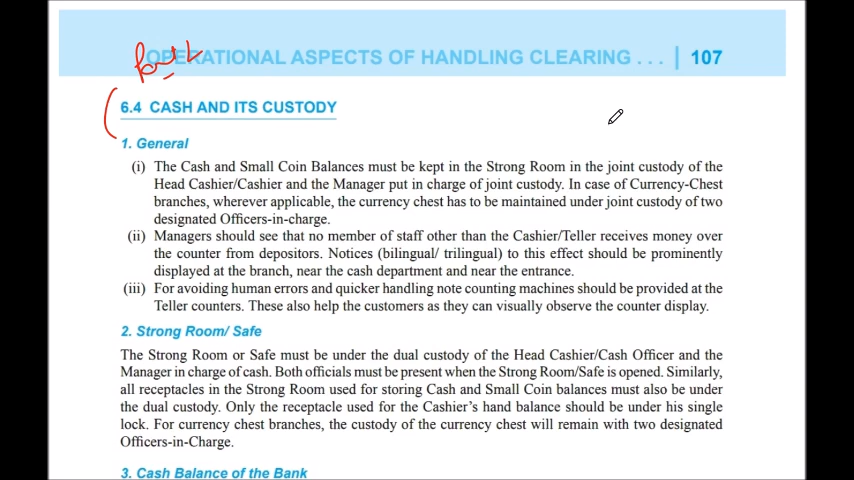 OPERATIONAL ASPECTS OF HANDLING CLEARING . . . | 107
6.4 CASH AND ITS CUSTODY
1. General
(i) The Cash and Small Coin Balances must be kept in the Strong Room in the joint custody of the
Head Cashier/Cashier and the Manager put in charge of joint custody. In case of Currency-Chest
branches, wherever applicable, the currency chest has to be maintained under joint custody of two
designated Officers-in-charge.
(ii) Managers should see that no member of staff other than the Cashier/Teller receives money over
the counter from depositors. Notices (bilingual/ trilingual) to this effect should be prominently
displayed at the branch, near the cash department and near the entrance.
(iii) For avoiding human errors and quicker handling note counting machines should be provided at the
Teller counters. These also help the customers as they can visually observe the counter display.
2. Strong Room/ Safe
The Strong Room or Safe must be under the dual custody of the Head Cashier/Cash Officer and the
Manager in charge of cash. Both officials must be present when the Strong Room/Safe is opened. Similarly,
all receptacles in the Strong Room used for storing Cash and Small Coin balances must also be under
the dual custody. Only the receptacle used for the Cashier's hand balance should be under his single
lock. For currency chest branches, the custody of the currency chest will remain with two designated
Officers-in-Charge.
3. Cash Balance of the Bank